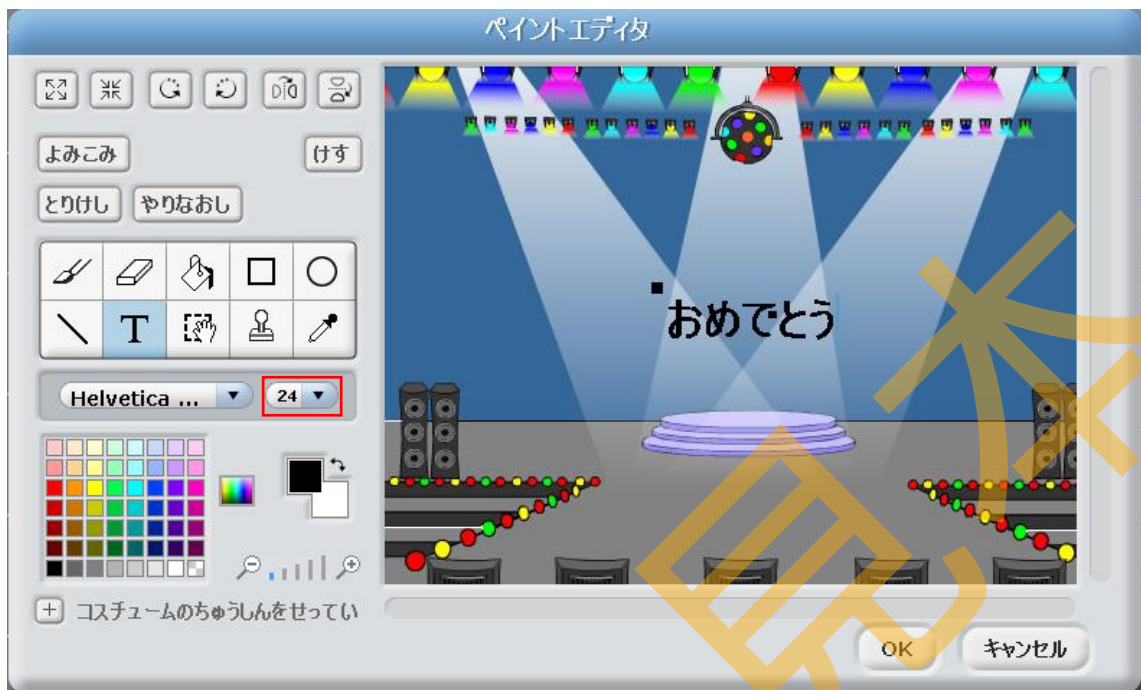 ペイントエディタ
よみこみ
けす
とりけし
やりなおし
T
Helvetica ...
24
おめでとう
コスチュームのちゅうしんをせってい
OK
キャンセル